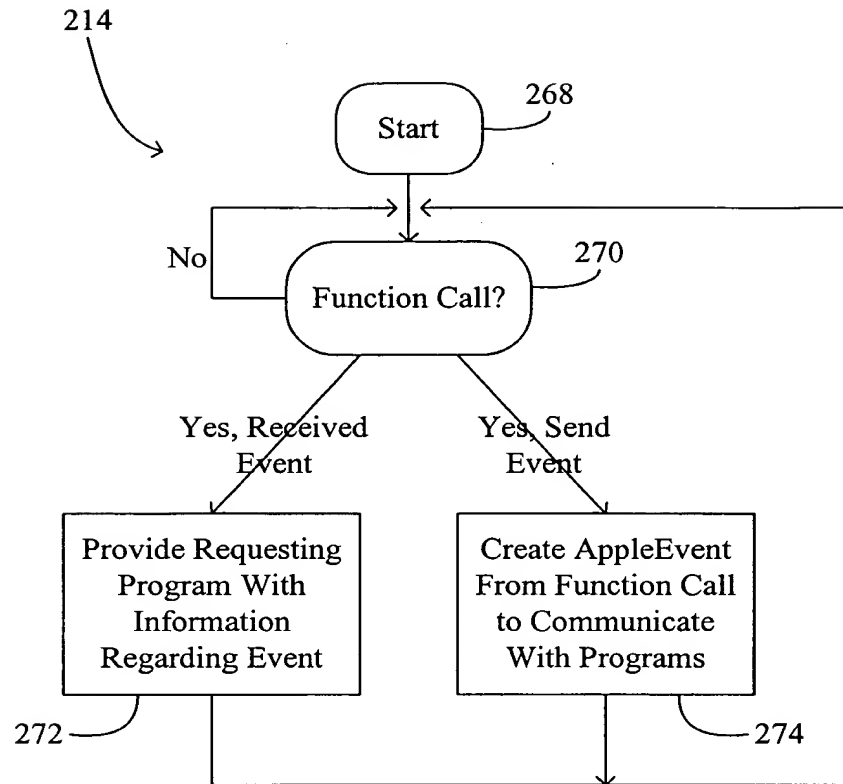 214
268
Start
No
270
Function Call?
Yes, Received
Event
Yes, Send
Event
Provide Requesting
Program With
Information
Regarding Event
Create AppleEvent
From Function Call
to Communicate
With Programs
272
274